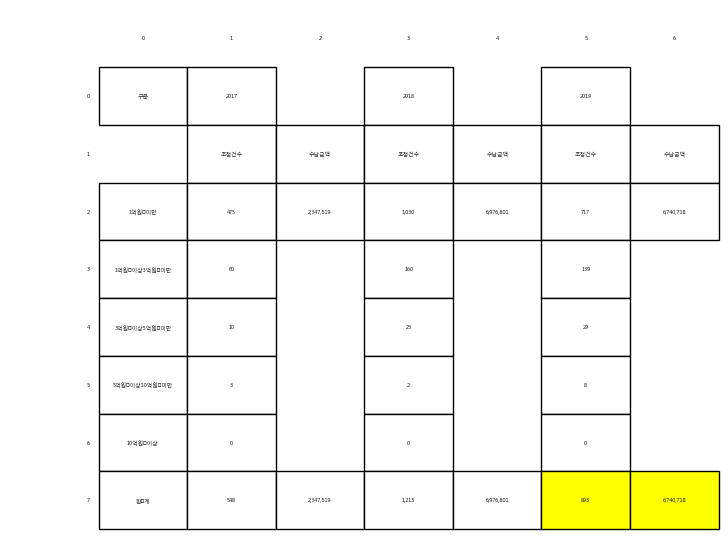 0 1 2 3 4 5 6
0 구분 2017 2018 2019
1 조정건수 수납금액 조정건수 수납금액 조정건수 수납금액
2 1억원□미만 475 2,347,519 1,030 6,976,801 717 6,740,718
3 1억원□이상3억원□미만 60 160 139
4 3억원□이상5억원□미만 10 23 29
5 5억원□이상10억원□미만 3 2 8
6 10억원□이상 0 0 0
7 합□계 548 2,347,519 1,215 6,976,801 893 6,740,718